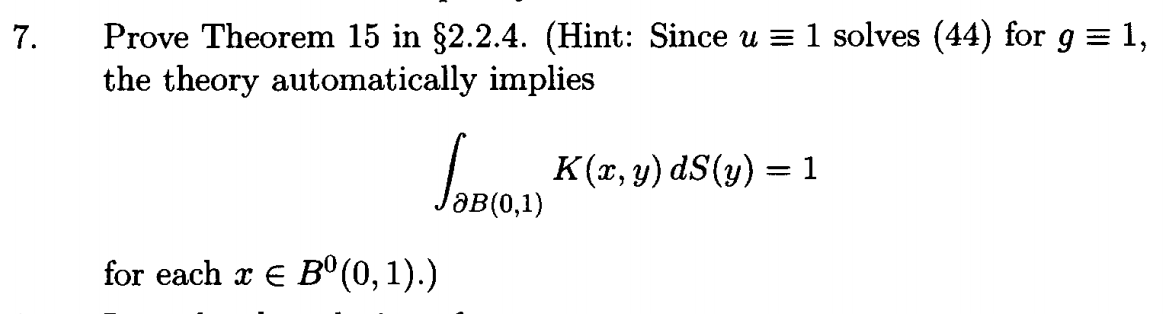 7. Prove Theorem 15 in §2.2.4. (Hint: Since u ≡ 1 solves (44) for g ≡ 1,
the theory automatically implies
∫_{∂B(0,1)} K(x, y) dS(y) = 1
for each x ∈ B⁰(0, 1).)